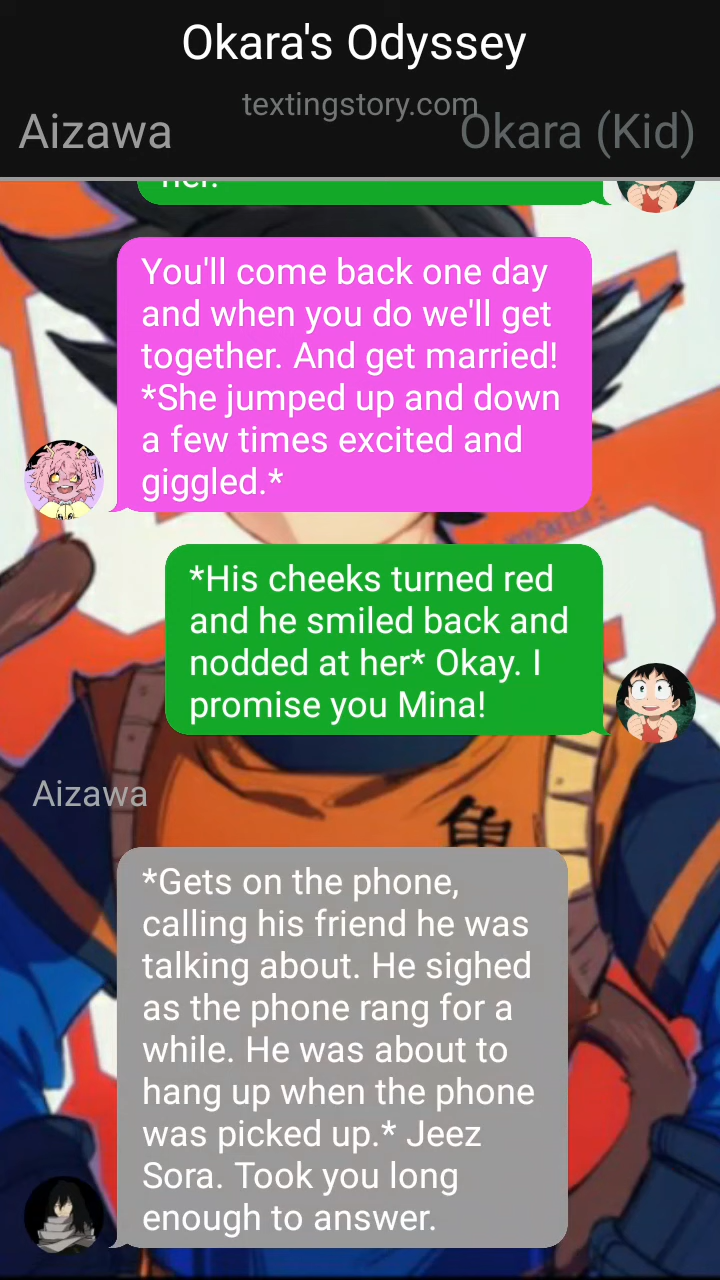 Okara's Odyssey
textingstory.com
Aizawa
Okara (Kid)
her.
You'll come back one day
and when you do we'll get
together. And get married!
*She jumped up and down
a few times excited and
giggled.*
*His cheeks turned red
and he smiled back and
nodded at her* Okay. I
promise you Mina!
Aizawa
亀
*Gets on the phone,
calling his friend he was
talking about. He sighed
as the phone rang for a
while. He was about to
hang up when the phone
was picked up.* Jeez
Sora. Took you long
enough to answer.